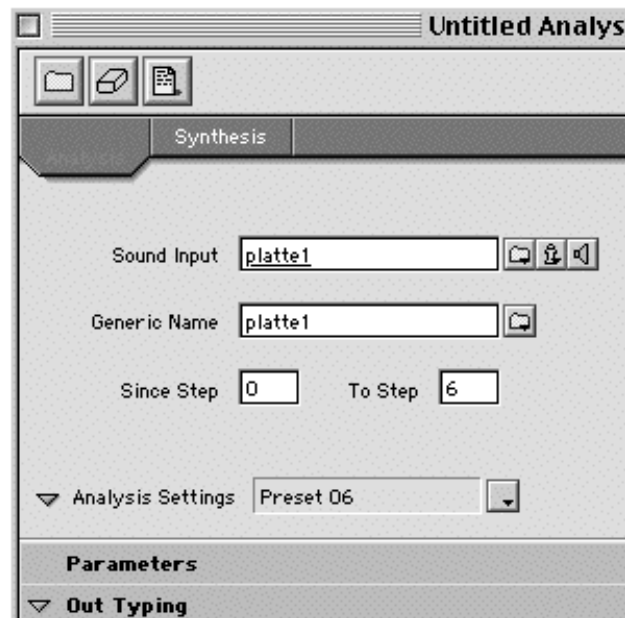 Untitled Analys
Analysis
Synthesis
Sound Input platte1
Generic Name platte1
Since Step 0 To Step 6
Analysis Settings Preset 06
Parameters
Out Typing